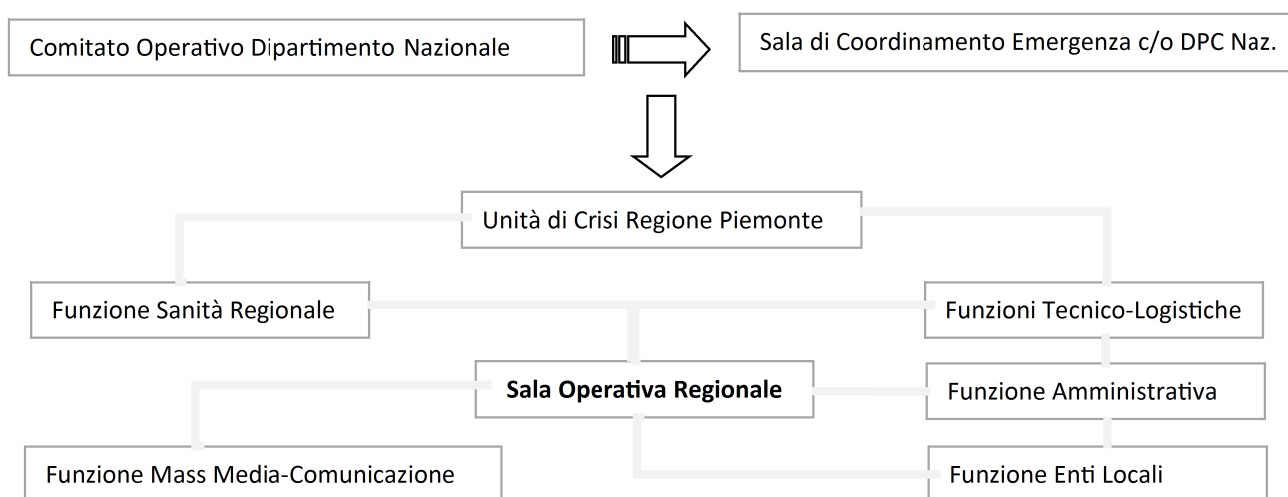 Comitato Operativo Dipartimento Nazionale
Sala di Coordinamento Emergenza c/o DPC Naz.
Unità di Crisi Regione Piemonte
Funzione Sanità Regionale
Funzioni Tecnico-Logistiche
Sala Operativa Regionale
Funzione Amministrativa
Funzione Mass Media-Comunicazione
Funzione Enti Locali